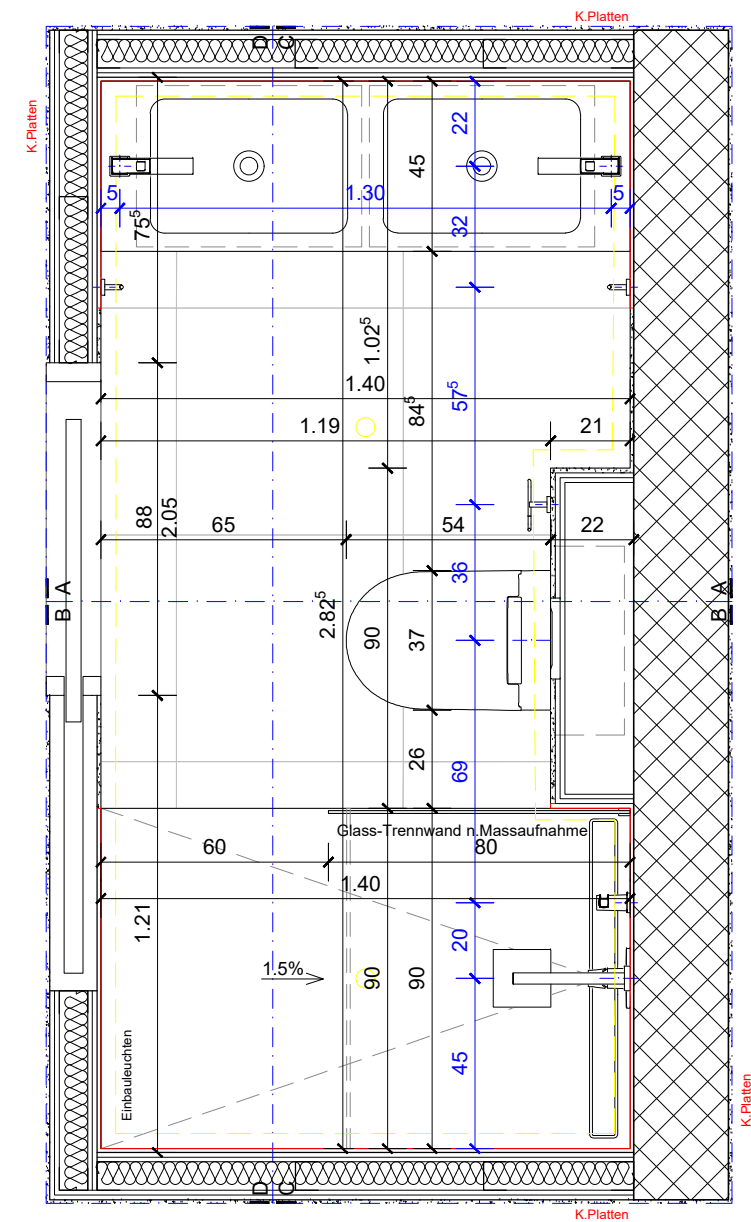 K.Platten
D
C
K.Platten
22
45
5
1.30
5
75⁵
32
1.02⁵
1.40
57⁵
84⁵
1.19
21
88
2.05
65
54
22
A
B
36
A
B
2.82⁵
90
37
26
69
Glass-Trennwand n.Massaufnahme
60
80
1.40
1.21
20
1.5%
90
90
45
Einbauleuchten
K.Platten
D
C
K.Platten